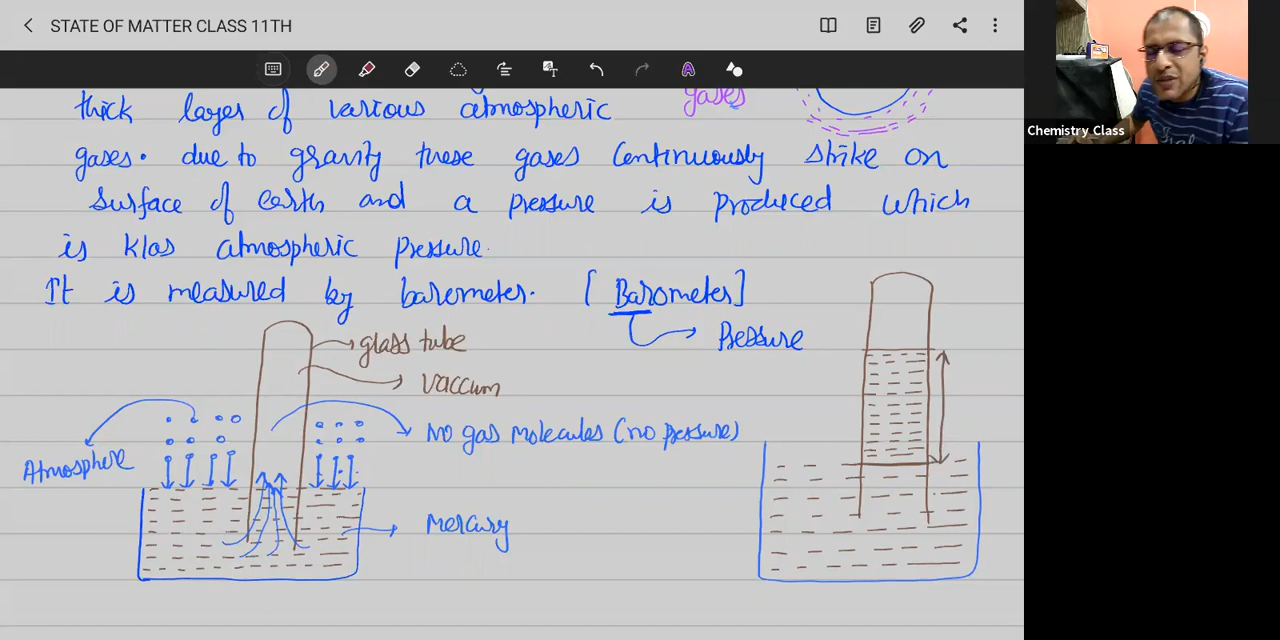 STATE OF MATTER CLASS 11TH
Chemistry Class
thick layer of various atmospheric
gases
gases. due to gravity these gases Continuously strike on
surface of earth and a pressure is produced which
is klas atmospheric pressure.
It is measured by barometer. [Barometer]
Pressure
glass tube
vaccum
No gas molecules (no pressure)
Atmosphere
Mercury